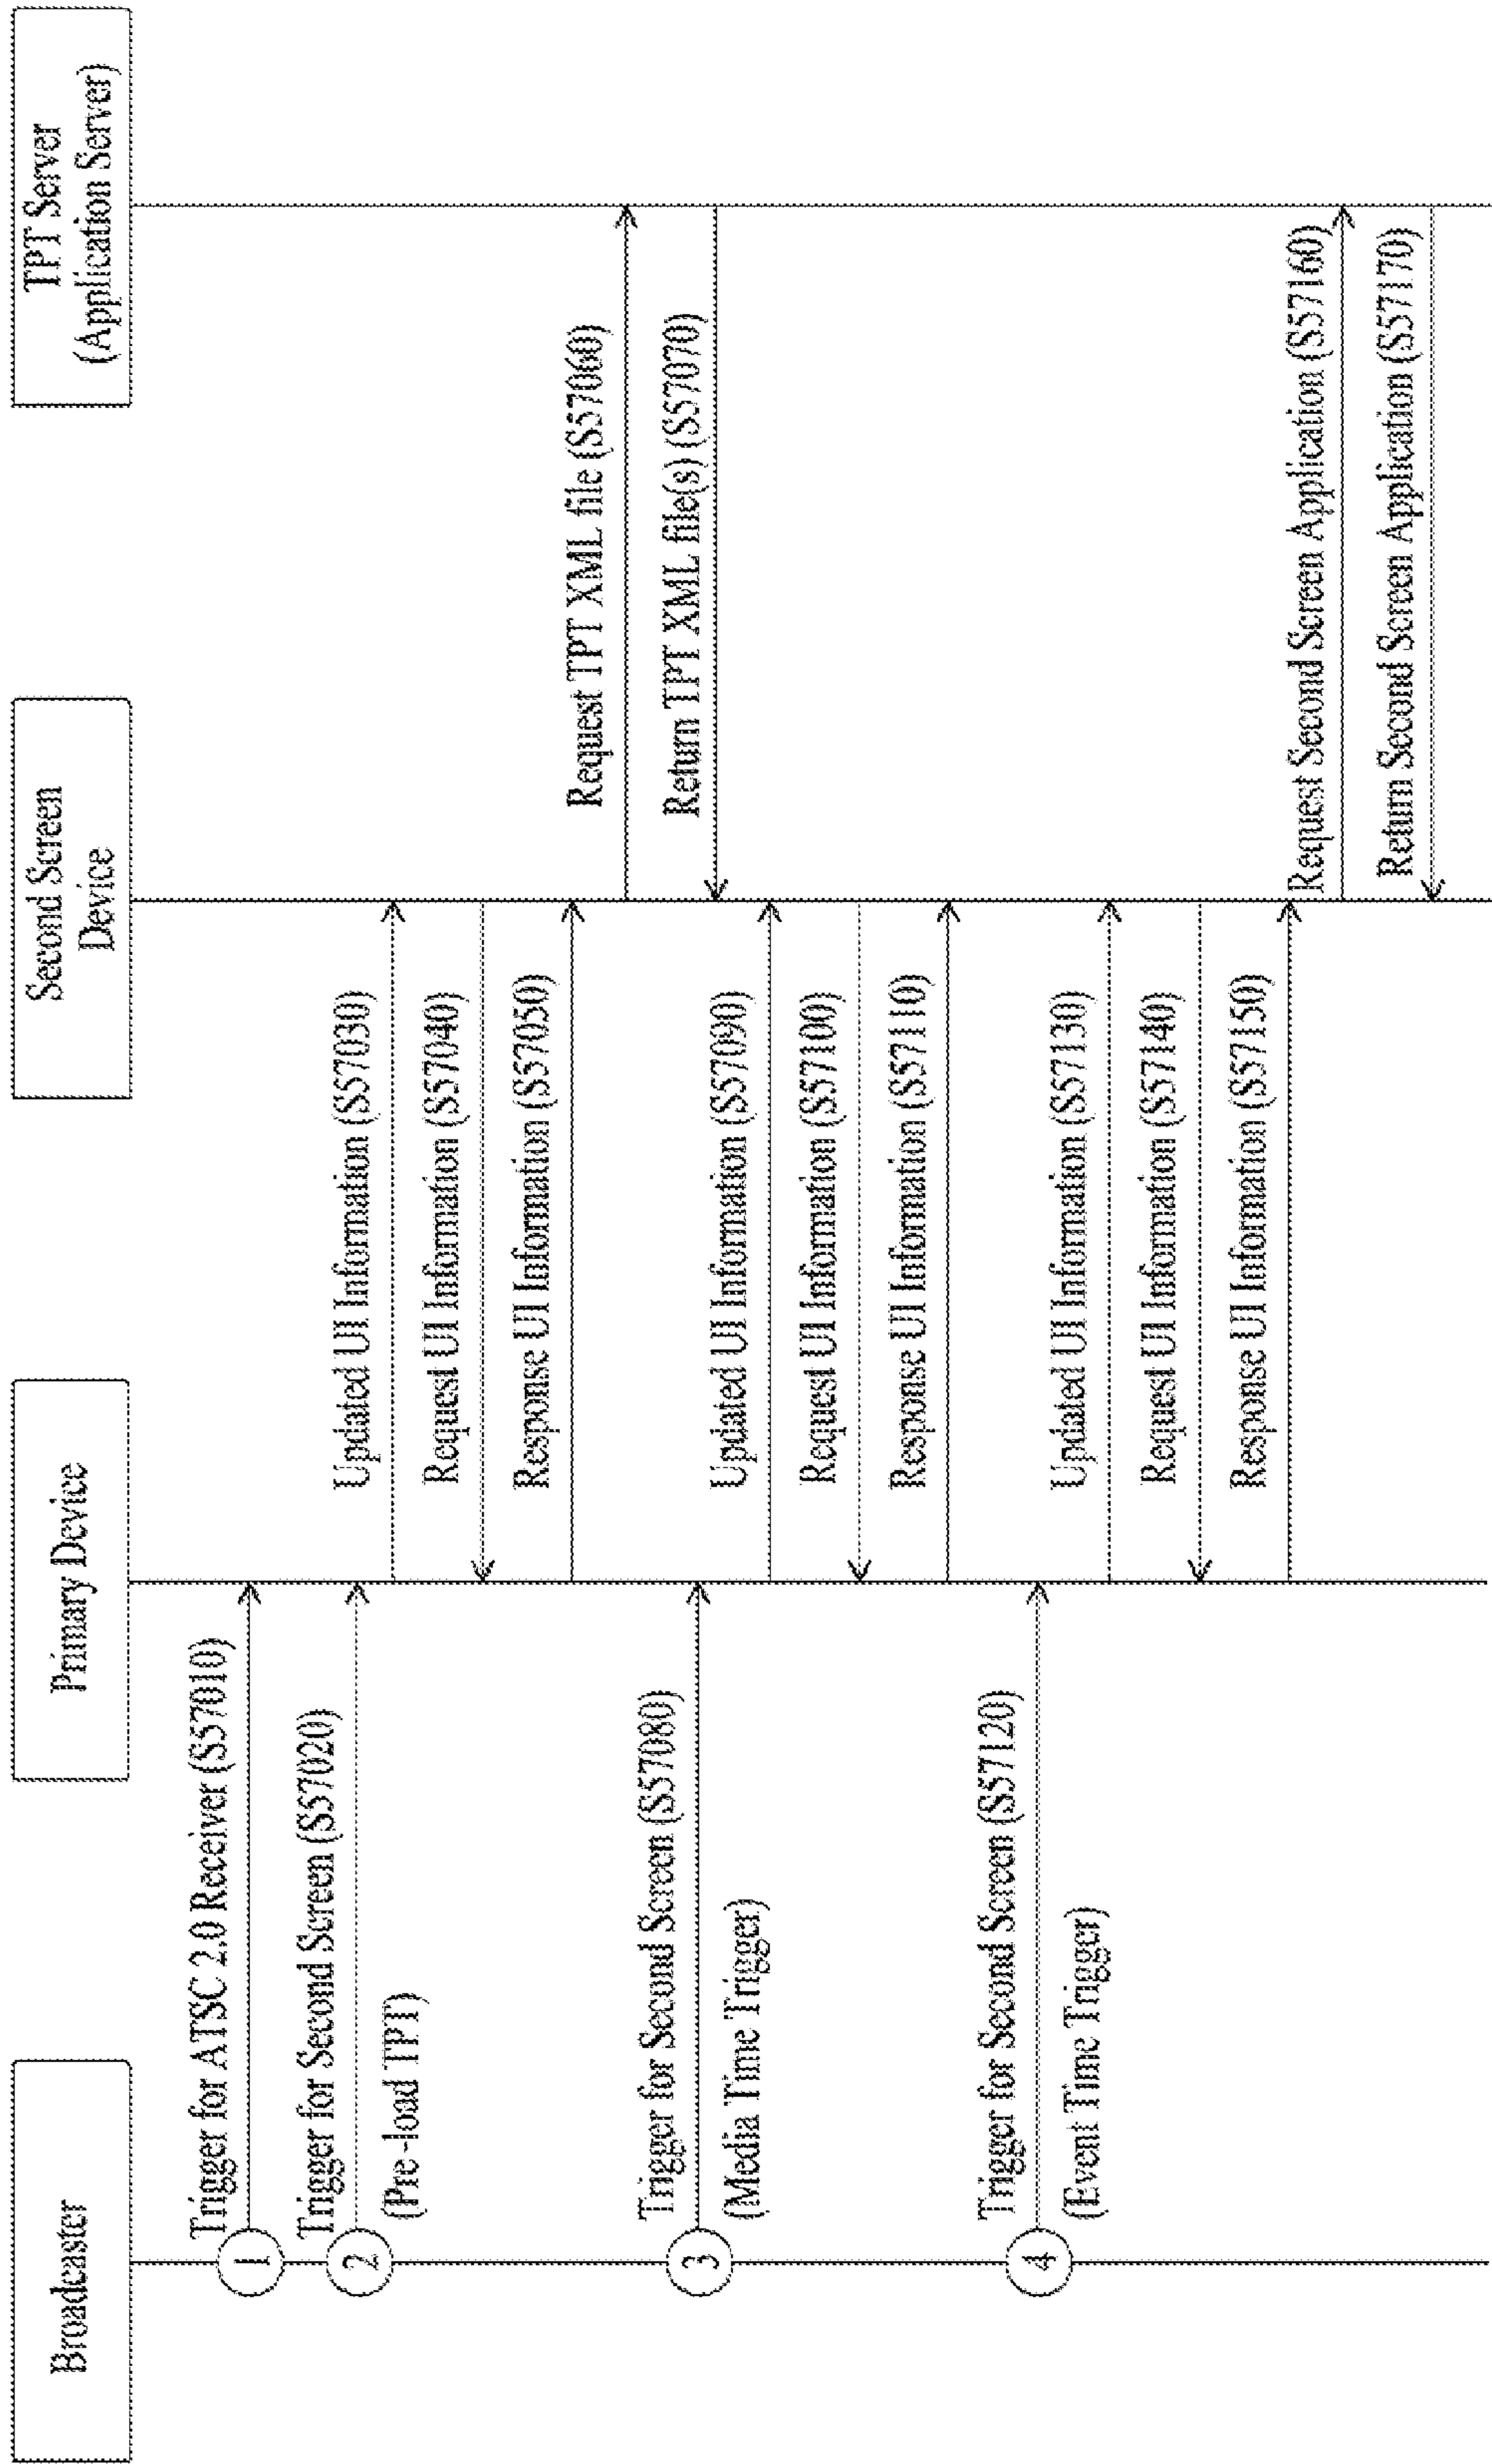 Broadcaster
Primary Device
Second Screen
Device
TPT Server
(Application Server)
1
Trigger for ATSC 2.0 Receiver (S57010)
2
Trigger for Second Screen (S57020)
(Pre-load TPT)
Updated UI Information (S57030)
Request UI Information (S57040)
Response UI Information (S57050)
Request TPT XML file (S57060)
Return TPT XML file(s) (S57070)
3
Trigger for Second Screen (S57080)
(Media Time Trigger)
Updated UI Information (S57090)
Request UI Information (S57100)
Response UI Information (S57110)
4
Trigger for Second Screen (S57120)
(Event Time Trigger)
Updated UI Information (S57130)
Request UI Information (S57140)
Response UI Information (S57150)
Request Second Screen Application (S57160)
Return Second Screen Application (S57170)